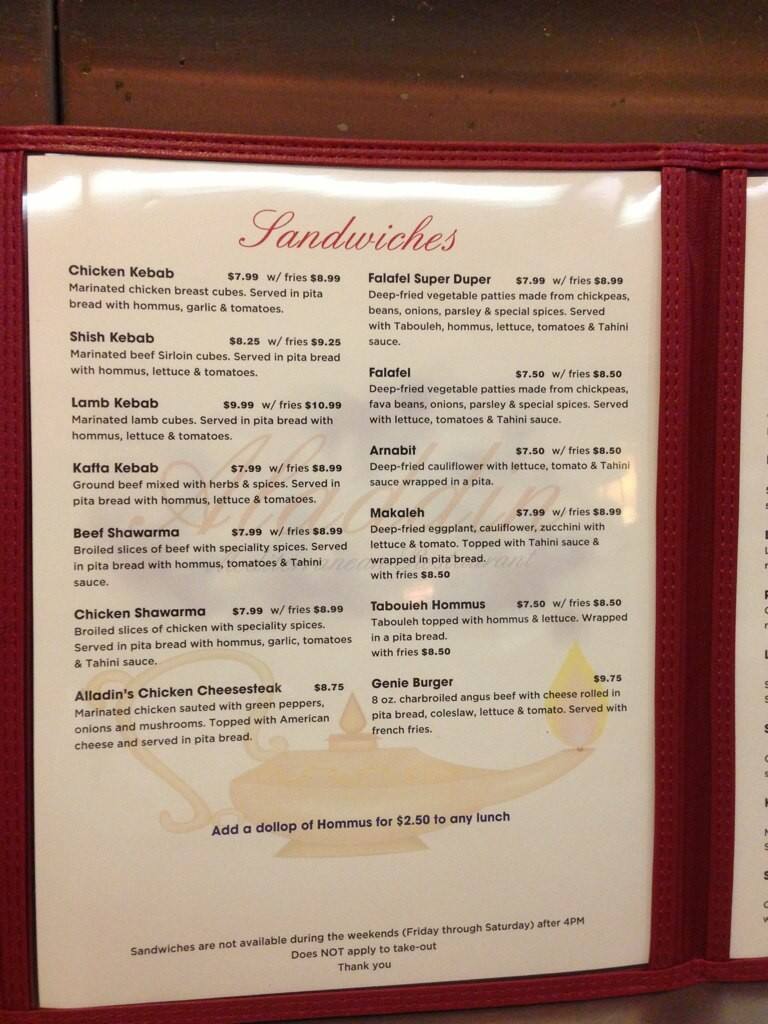 Sandwiches
Chicken Kebab $7.99 w/ fries $8.99
Marinated chicken breast cubes. Served in pita
bread with hommus, garlic & tomatoes.
Shish Kebab $8.25 w/ fries $9.25
Marinated beef Sirloin cubes. Served in pita bread
with hommus, lettuce & tomatoes.
Lamb Kebab $9.99 w/ fries $10.99
Marinated lamb cubes. Served in pita bread with
hommus, lettuce & tomatoes.
Kafta Kebab $7.99 w/ fries $8.99
Ground beef mixed with herbs & spices. Served in
pita bread with hommus, lettuce & tomatoes.
Beef Shawarma $7.99 w/ fries $8.99
Broiled slices of beef with speciality spices. Served
in pita bread with hommus, tomatoes & Tahini
sauce.
Chicken Shawarma $7.99 w/ fries $8.99
Broiled slices of chicken with speciality spices.
Served in pita bread with hommus, garlic, tomatoes
& Tahini sauce.
Alladin's Chicken Cheesesteak $8.75
Marinated chicken sauted with green peppers,
onions and mushrooms. Topped with American
cheese and served in pita bread.
Falafel Super Duper $7.99 w/ fries $8.99
Deep-fried vegetable patties made from chickpeas,
beans, onions, parsley & special spices. Served
with Tabouleh, hommus, lettuce, tomatoes & Tahini
sauce.
Falafel $7.50 w/ fries $8.50
Deep-fried vegetable patties made from chickpeas,
fava beans, onions, parsley & special spices. Served
with lettuce, tomatoes & Tahini sauce.
Arnabit $7.50 w/ fries $8.50
Deep-fried cauliflower with lettuce, tomato & Tahini
sauce wrapped in a pita.
Makaleh $7.99 w/ fries $8.99
Deep-fried eggplant, cauliflower, zucchini with
lettuce & tomato. Topped with Tahini sauce &
wrapped in pita bread.
with fries $8.50
Tabouleh Hommus $7.50 w/ fries $8.50
Tabouleh topped with hommus & lettuce. Wrapped
in a pita bread.
with fries $8.50
Genie Burger $9.75
8 oz. charbroiled angus beef with cheese rolled in
pita bread, coleslaw, lettuce & tomato. Served with
french fries.
Add a dollop of Hommus for $2.50 to any lunch
Sandwiches are not available during the weekends (Friday through Saturday) after 4PM
Does NOT apply to take-out
Thank you